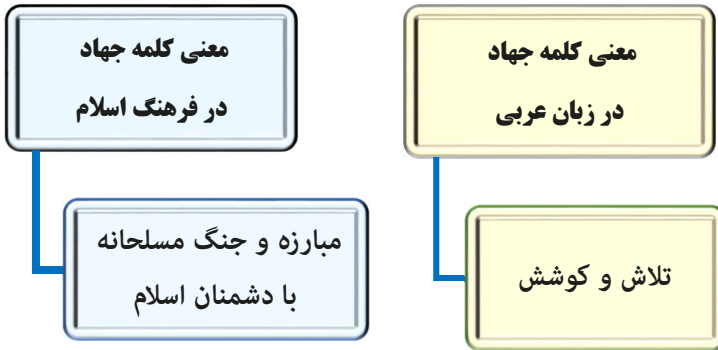 معنی کلمه جهاد
در زبان عربی
تلاش و کوشش
معنی کلمه جهاد
در فرهنگ اسلام
مبارزه و جنگ مسلحانه
با دشمنان اسلام